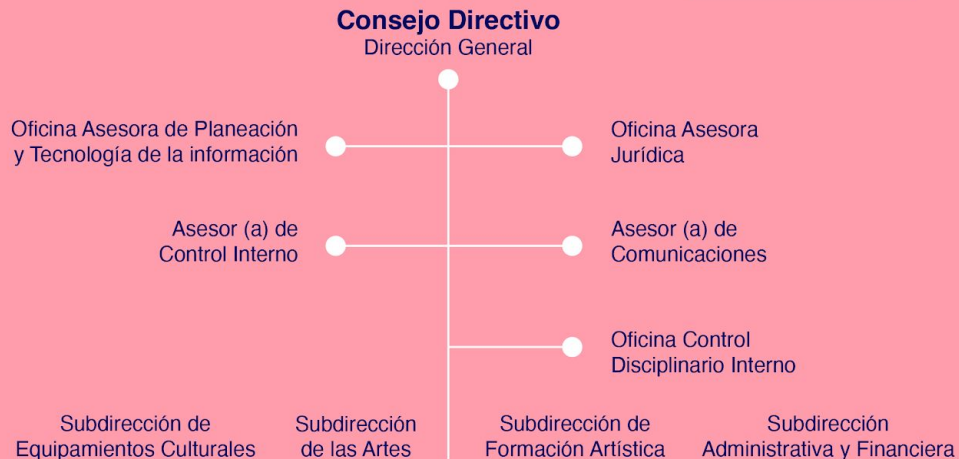 Consejo Directivo
Dirección General
Oficina Asesora de Planeación
y Tecnología de la información
Oficina Asesora
Jurídica
Asesor (a) de
Control Interno
Asesor (a) de
Comunicaciones
Oficina Control
Disciplinario Interno
Subdirección de
Equipamientos Culturales
Subdirección
de las Artes
Subdirección de
Formación Artística
Subdirección
Administrativa y Financiera